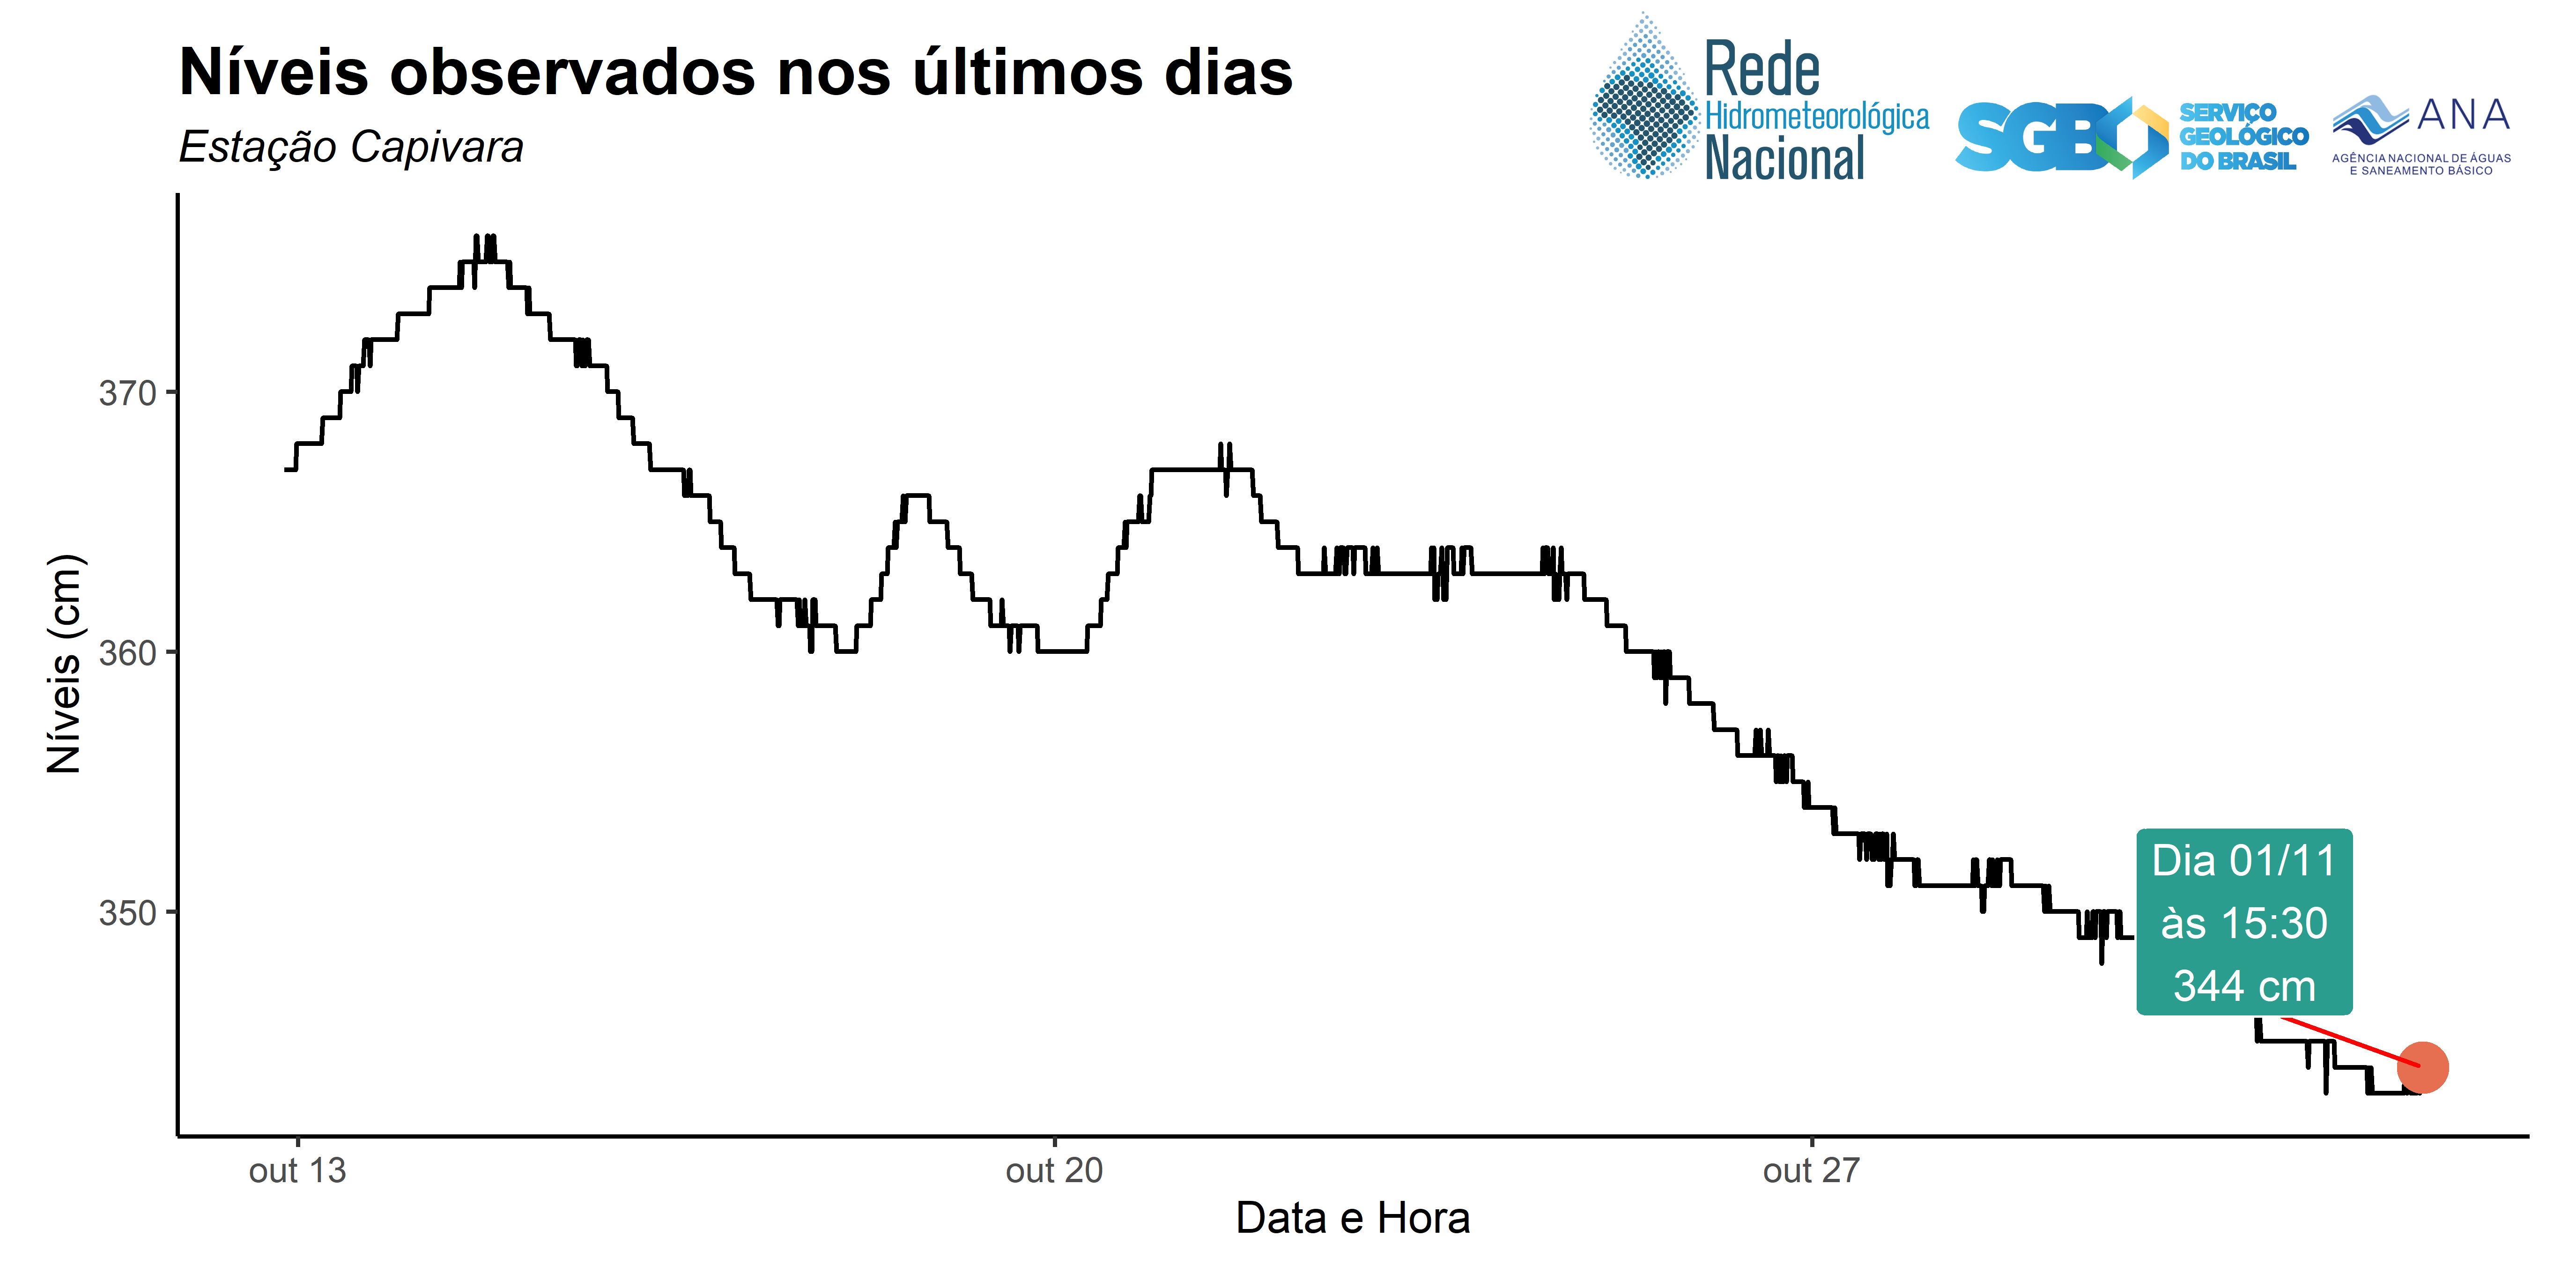 Níveis observados nos últimos dias
Estação Capivara
Rede
Hidrometeorológica
Nacional
SGB
SERVIÇO
GEOLÓGICO
DO BRASIL
ANA
AGÊNCIA NACIONAL DE ÁGUAS
E SANEAMENTO BÁSICO
Níveis (cm)
370
360
350
Dia 01/11
às 15:30
344 cm
out 13
out 20
out 27
Data e Hora